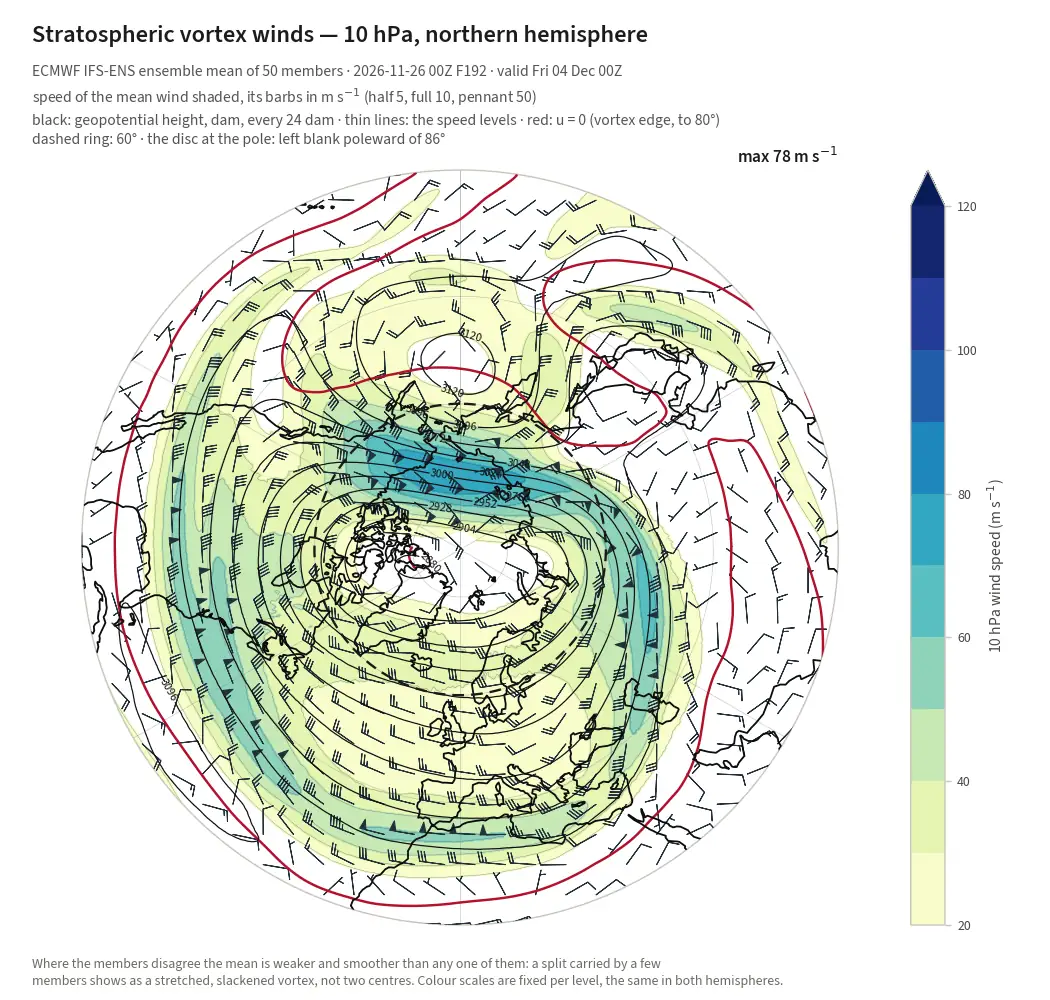 Stratospheric vortex winds — 10 hPa, northern hemisphere
ECMWF IFS-ENS ensemble mean of 50 members · 2026-11-26 00Z F192 · valid Fri 04 Dec 00Z
speed of the mean wind shaded, its barbs in m s⁻¹ (half 5, full 10, pennant 50)
black: geopotential height, dam, every 24 dam · thin lines: the speed levels · red: u = 0 (vortex edge, to 80°)
dashed ring: 60° · the disc at the pole: left blank poleward of 86°
max 78 m s⁻¹
120
100
80
60
40
20
10 hPa wind speed (m s⁻¹)
3120
3120
3000
2952
2928
2904
3096
Where the members disagree the mean is weaker and smoother than any one of them: a split carried by a few
members shows as a stretched, slackened vortex, not two centres. Colour scales are fixed per level, the same in both hemispheres.